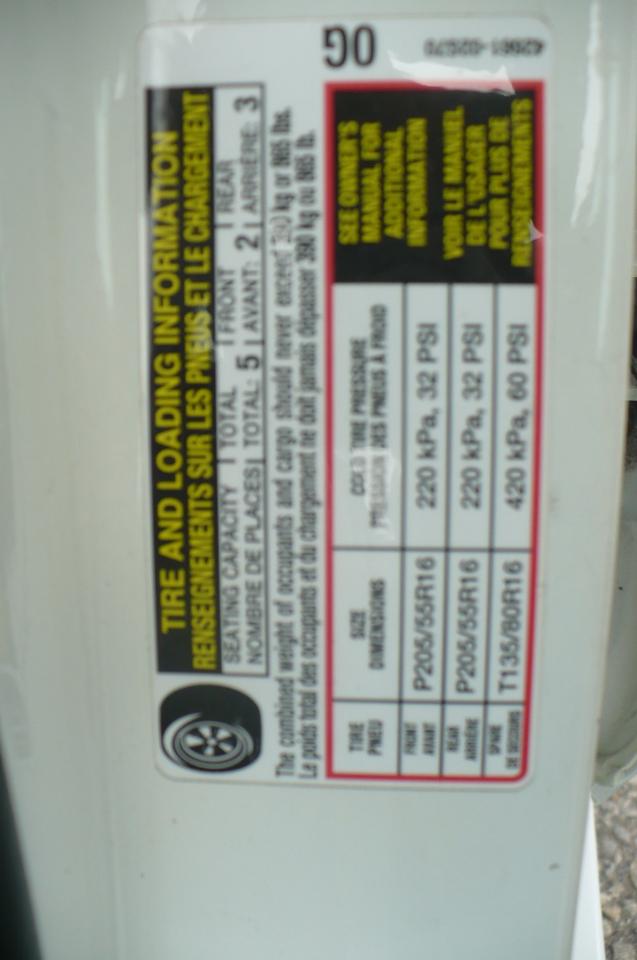 TIRE AND LOADING INFORMATION
RENSEIGNEMENTS SUR LES PNEUS ET LE CHARGEMENT
SEATING CAPACITY | TOTAL | FRONT | REAR
NOMBRE DE PLACES | TOTAL: 5 | AVANT: 2 | ARRIÈRE: 3
The combined weight of occupants and cargo should never exceed 390 kg or 865 lbs.
Le poids total des occupants et du chargement ne doit jamais dépasser 390 kg ou 865 lb.
TIRE SIZE COLD TIRE PRESSURE
PNEU DIMENSIONS PRESSION DES PNEUS À FROID
FRONT
AVANT P205/55R16 220 kPa, 32 PSI
REAR
ARRIÈRE P205/55R16 220 kPa, 32 PSI
SPARE
DE SECOURS T135/80R16 420 kPa, 60 PSI
SEE OWNER'S
MANUAL FOR
ADDITIONAL
INFORMATION
VOIR LE MANUEL
DE L'USAGER
POUR PLUS DE
RENSEIGNEMENTS
OG